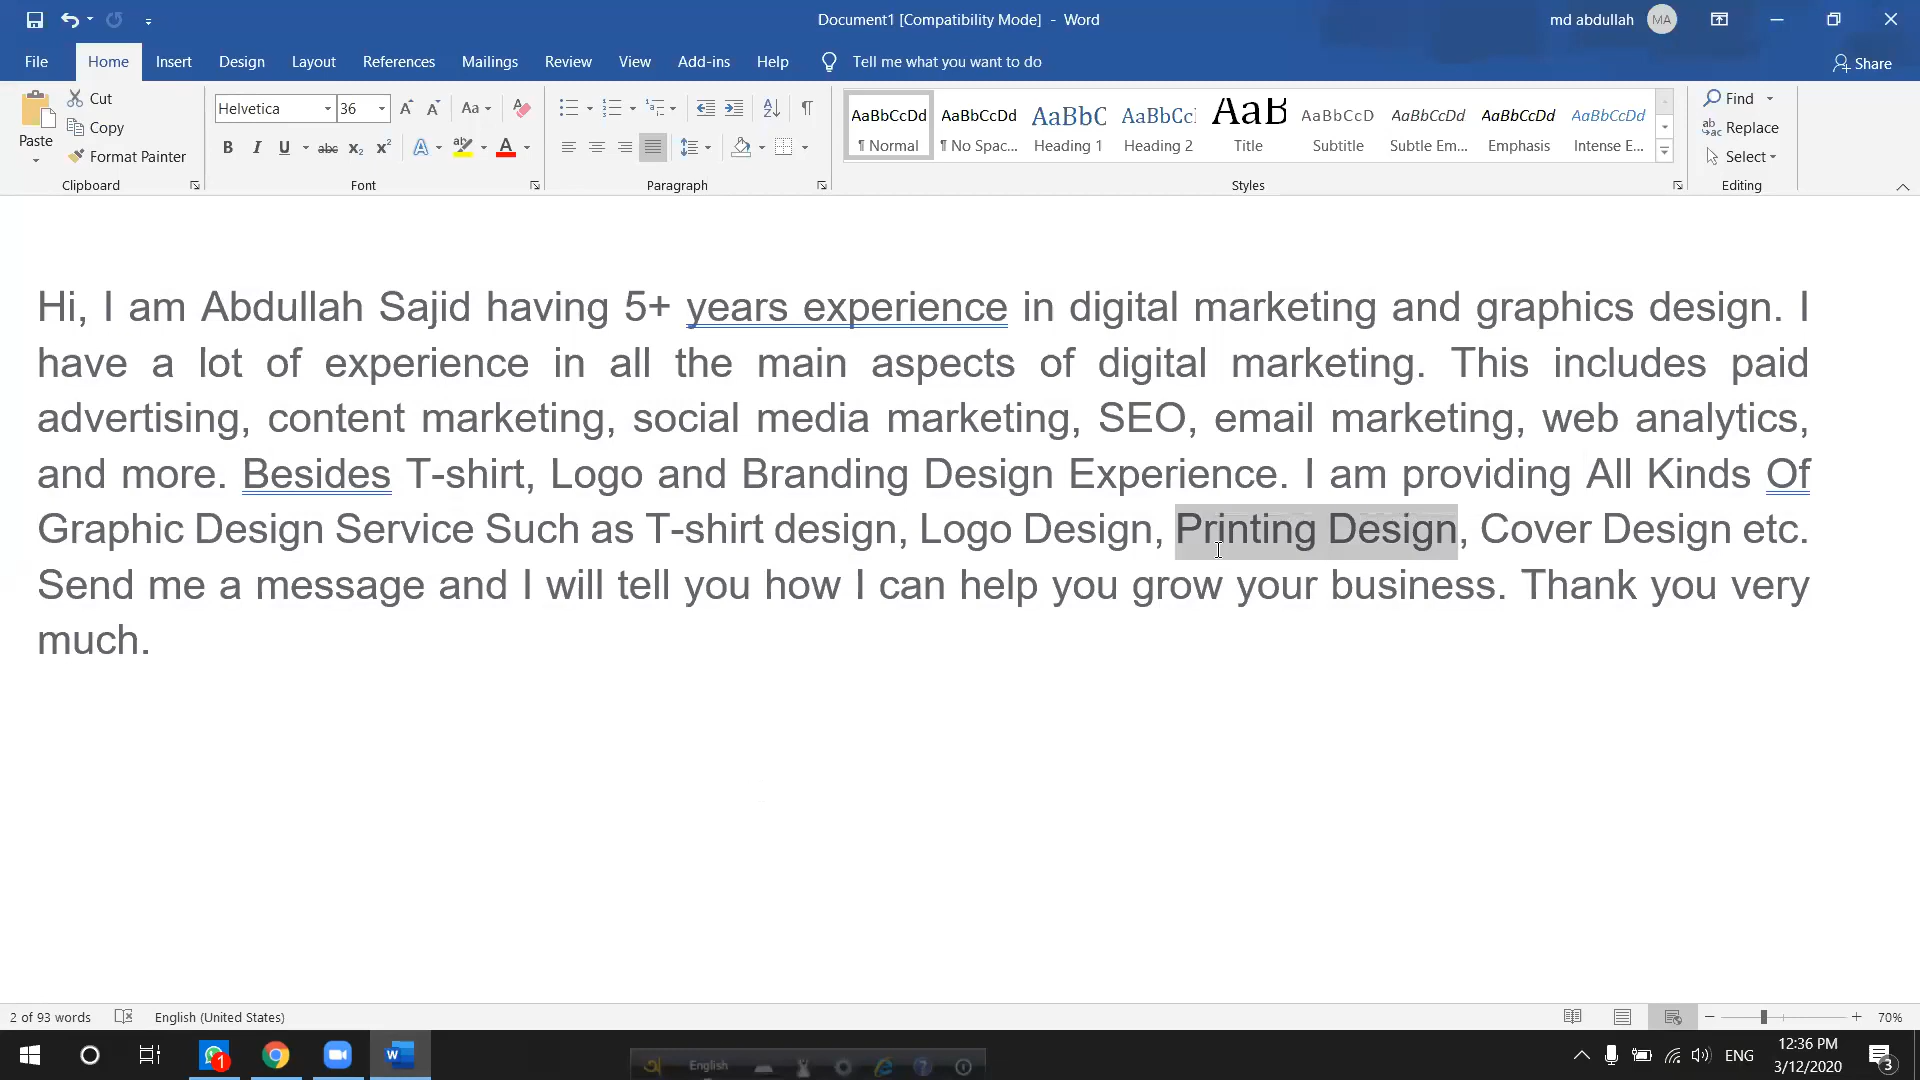 Document1 [Compatibility Mode] - Word
md abdullah
MA
File Home Insert Design Layout References Mailings Review View Add-ins Help Tell me what you want to do
Share
Paste
Cut
Copy
Format Painter
Clipboard
Helvetica 36
Font
Paragraph
AaBbCcDd AaBbCcDd AaBbC AaBbCcI AaB AaBbCcD AaBbCcDd AaBbCcDd AaBbCcDd
¶ Normal ¶ No Spac... Heading 1 Heading 2 Title Subtitle Subtle Em... Emphasis Intense E...
Styles
Find
Replace
Select
Editing
Hi, I am Abdullah Sajid having 5+ years experience in digital marketing and graphics design. I
have a lot of experience in all the main aspects of digital marketing. This includes paid
advertising, content marketing, social media marketing, SEO, email marketing, web analytics,
and more. Besides T-shirt, Logo and Branding Design Experience. I am providing All Kinds Of
Graphic Design Service Such as T-shirt design, Logo Design, Printing Design, Cover Design etc.
Send me a message and I will tell you how I can help you grow your business. Thank you very
much.
2 of 93 words English (United States)
70%
1
English
ENG
12:36 PM
3/12/2020
3